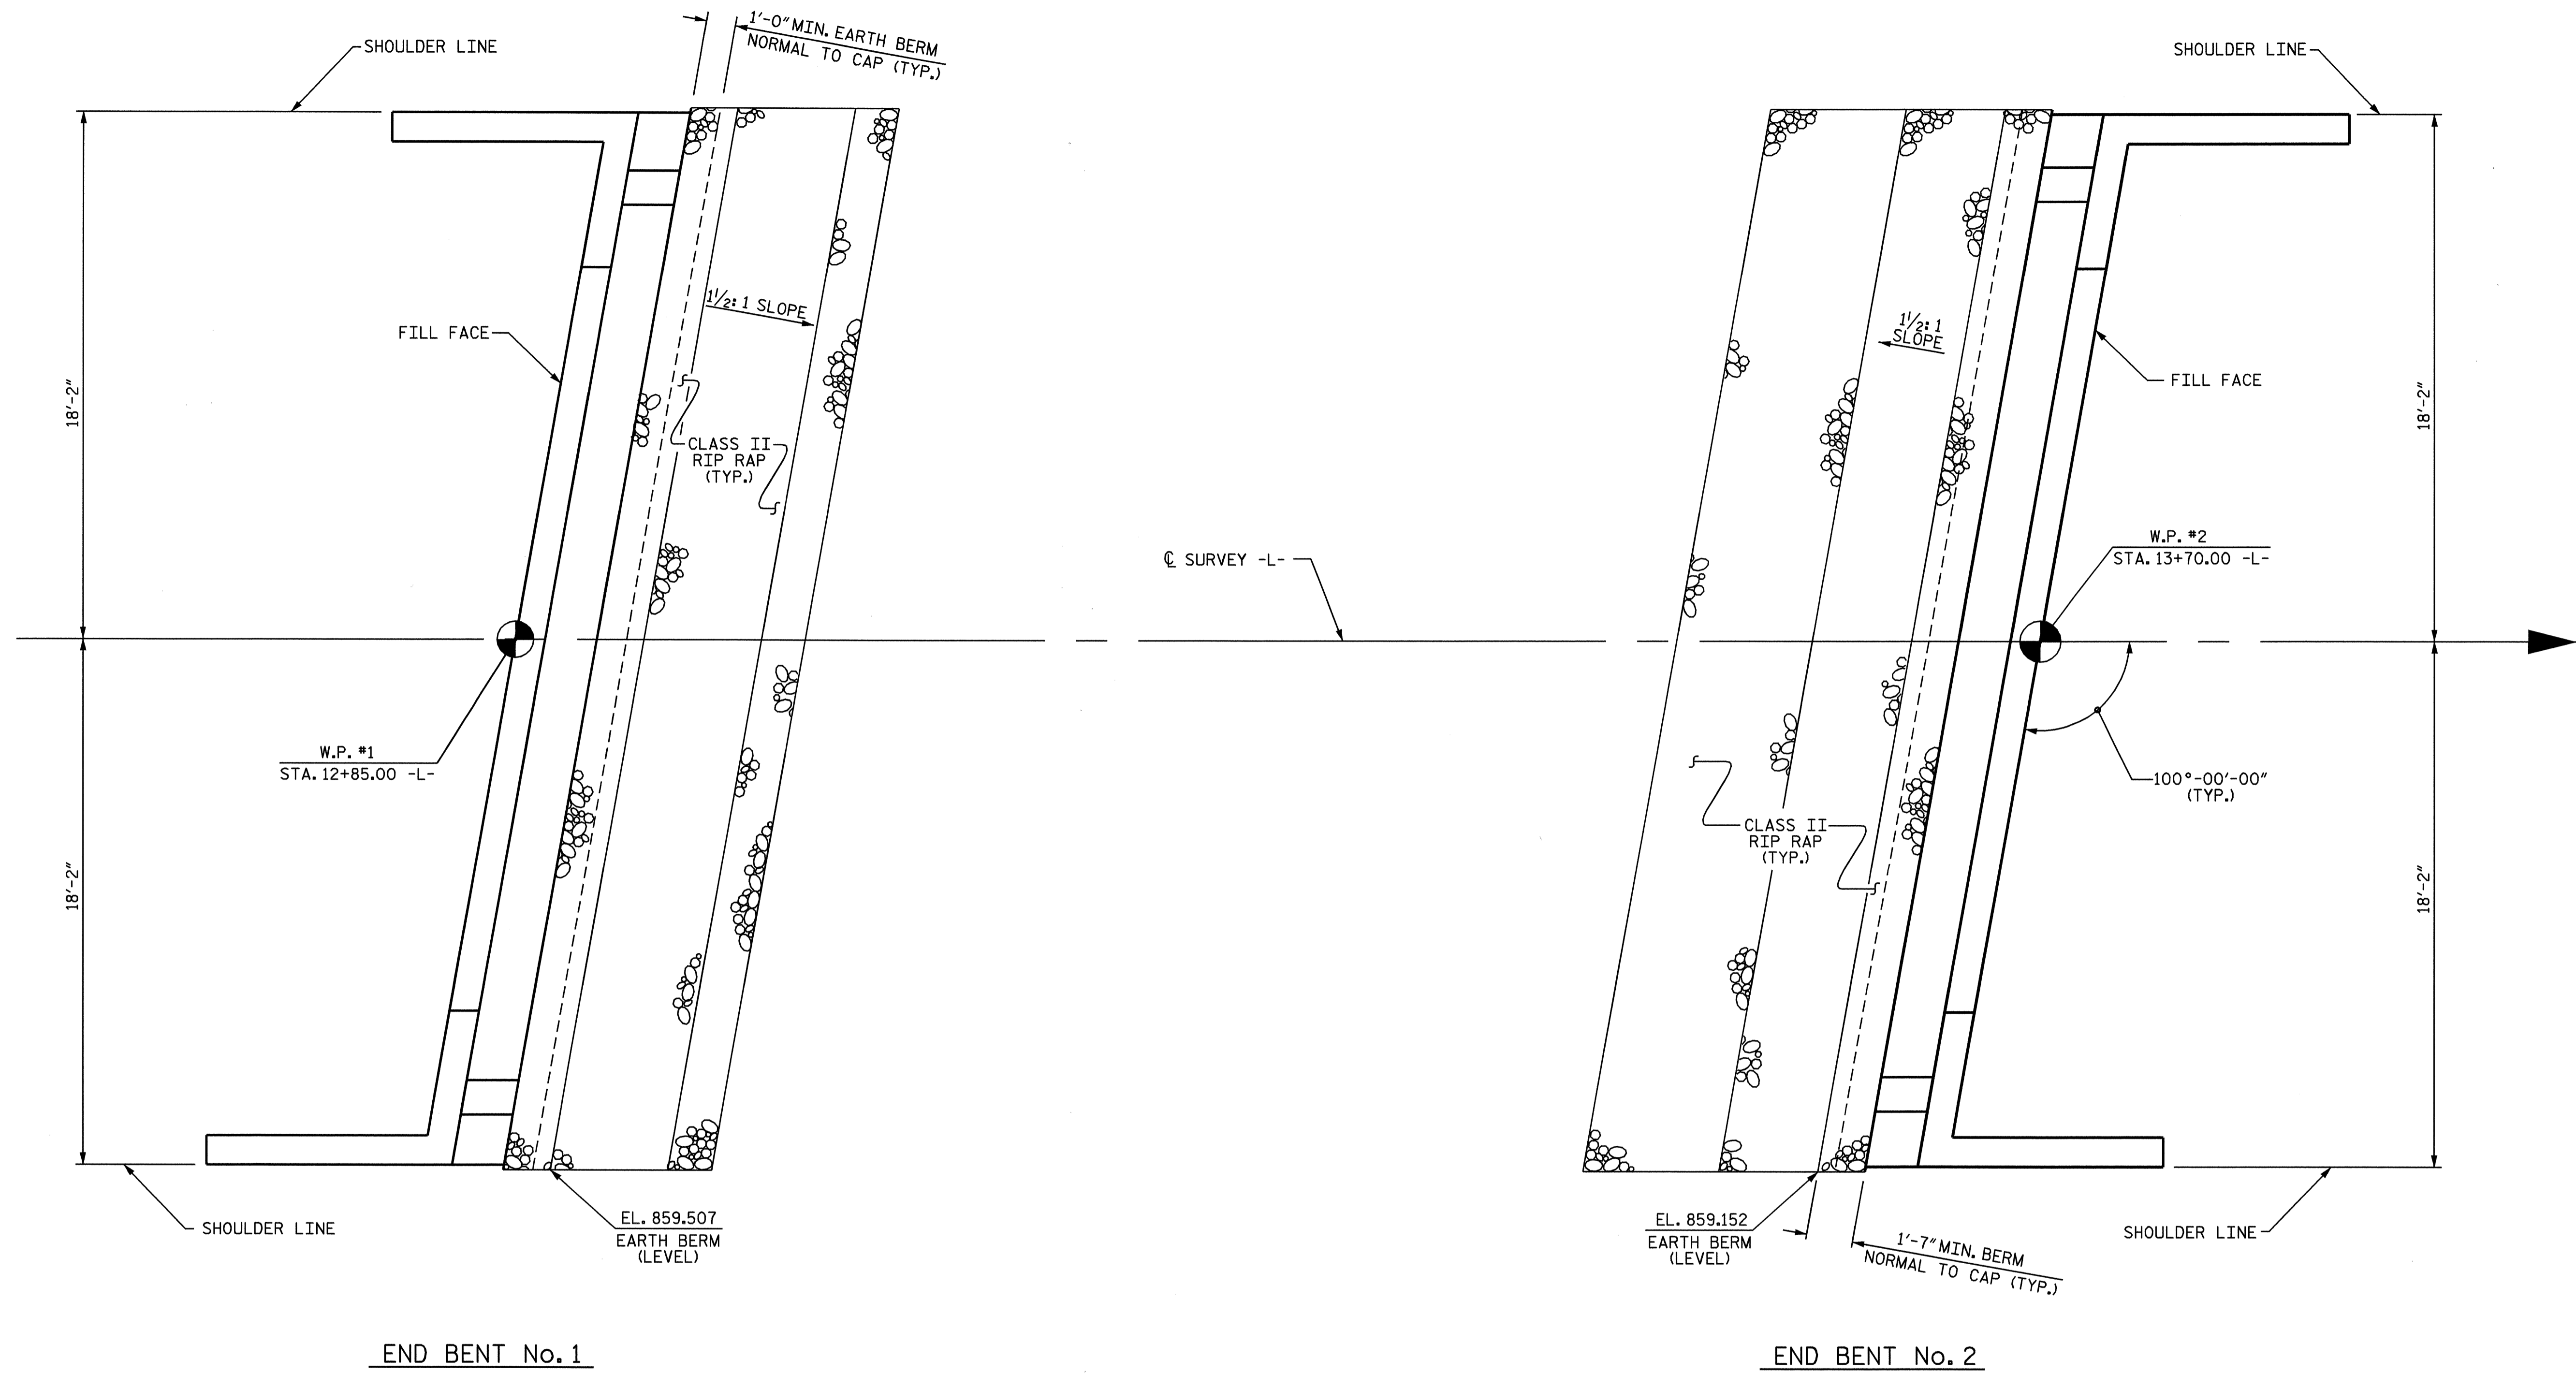 1'-0" MIN. EARTH BERM
NORMAL TO CAP (TYP.)
SHOULDER LINE
SHOULDER LINE
1 1/2:1 SLOPE
1 1/2:1
SLOPE
FILL FACE
FILL FACE
18'-2"
18'-2"
CLASS II
RIP RAP
(TYP.)
℄ SURVEY -L-
W.P. #2
STA. 13+70.00 -L-
W.P. #1
STA. 12+85.00 -L-
100°-00'-00"
(TYP.)
CLASS II
RIP RAP
(TYP.)
18'-2"
18'-2"
SHOULDER LINE
EL. 859.507
EARTH BERM
(LEVEL)
EL. 859.152
EARTH BERM
(LEVEL)
1'-7" MIN. BERM
NORMAL TO CAP (TYP.)
SHOULDER LINE
END BENT No. 1
END BENT No. 2